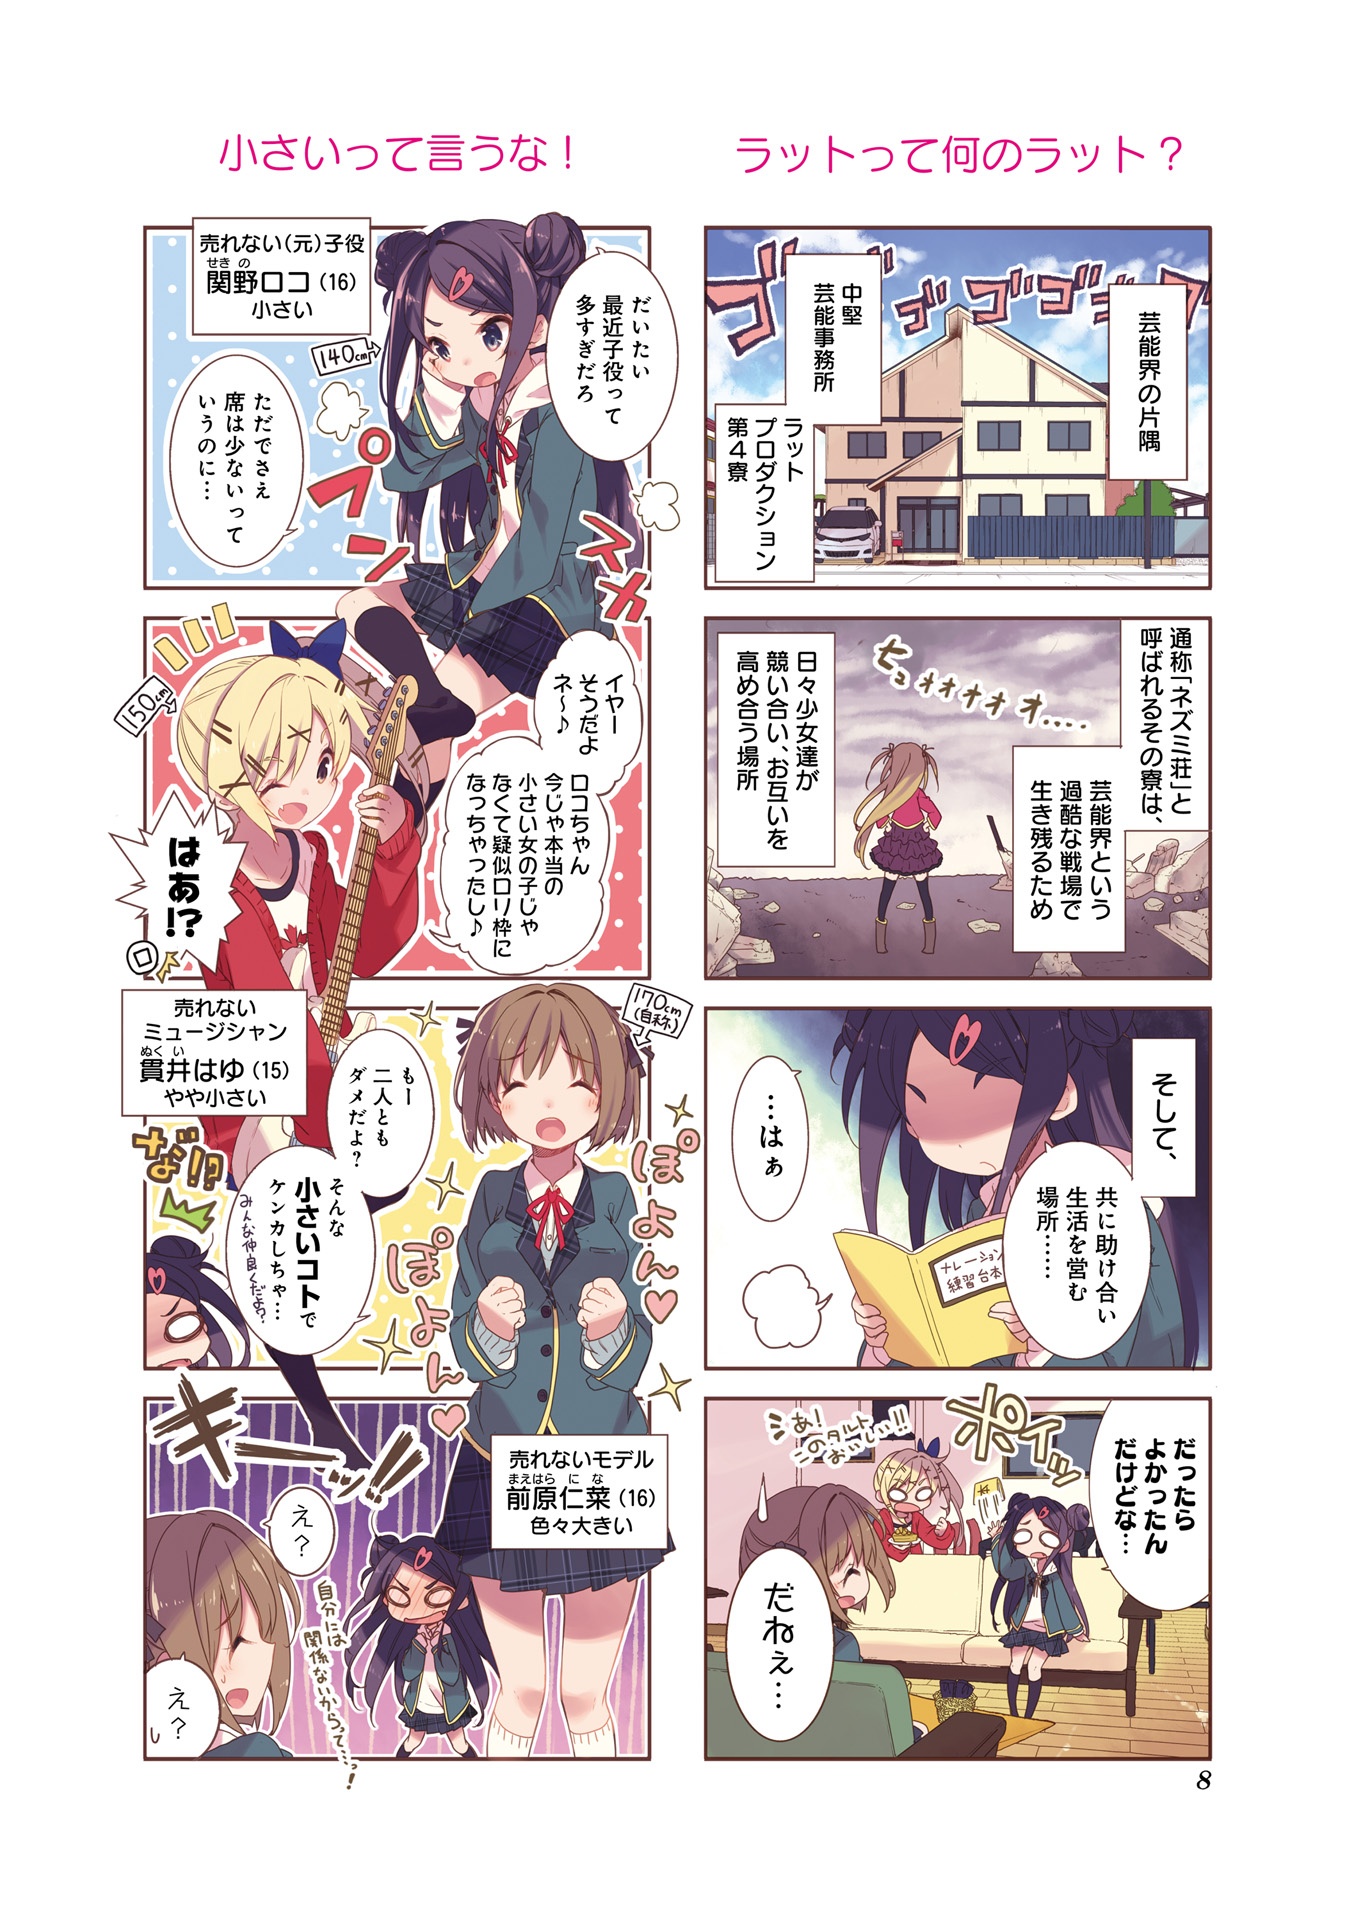 ラットって何のラット？
芸能界の片隅
中堅
芸能事務所
ラット
プロダクション
第4寮
ゴゴゴゴゴ
通称「ネズミ荘」と
呼ばれるその寮は、
芸能界という
過酷な戦場で
生き残るため
日々少女達が
競い合い、お互いを
高め合う場所
ヒュオオオオオ….
そして、
共に助け合い
生活を営む
場所……
…はぁ
ナレーション
練習台本
だったら
よかったん
だけどな…
ポイッ
あ！
このタルト
おいしい!!
だねぇ…
小さいって言うな！
売れない（元）子役
せきの
関野ロコ（16）
小さい
140cm
だいたい
最近子役って
多すぎだろ
ただでさえ
席は少ないって
いうのに…
プンスカ
150cm
イヤー
そうだよ
ネ〜♪
ロコちゃん
今じゃ本当の
小さい女の子じゃ
なくて疑似ロリ枠に
なっちゃったし♪
はあ!?
ロ
売れない
ミュージシャン
ぬくい
貫井はゆ（15）
やや小さい
170cm
（自称）
もー
二人とも
ダメだよ？
そんな
小さいコトで
ケンカしちゃ…
みんな仲良くだよ？
なっ!?
ぽよん♡
ぽよん♡
売れないモデル
まえはら にな
前原仁菜（16）
色々大きい
キーッ!!
え？
自分には
関係ないからって…っ！
え？
8